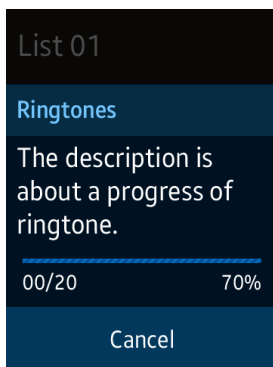 List 01
Ringtones
The description is
about a progress of
ringtone.
00/20 70%
Cancel